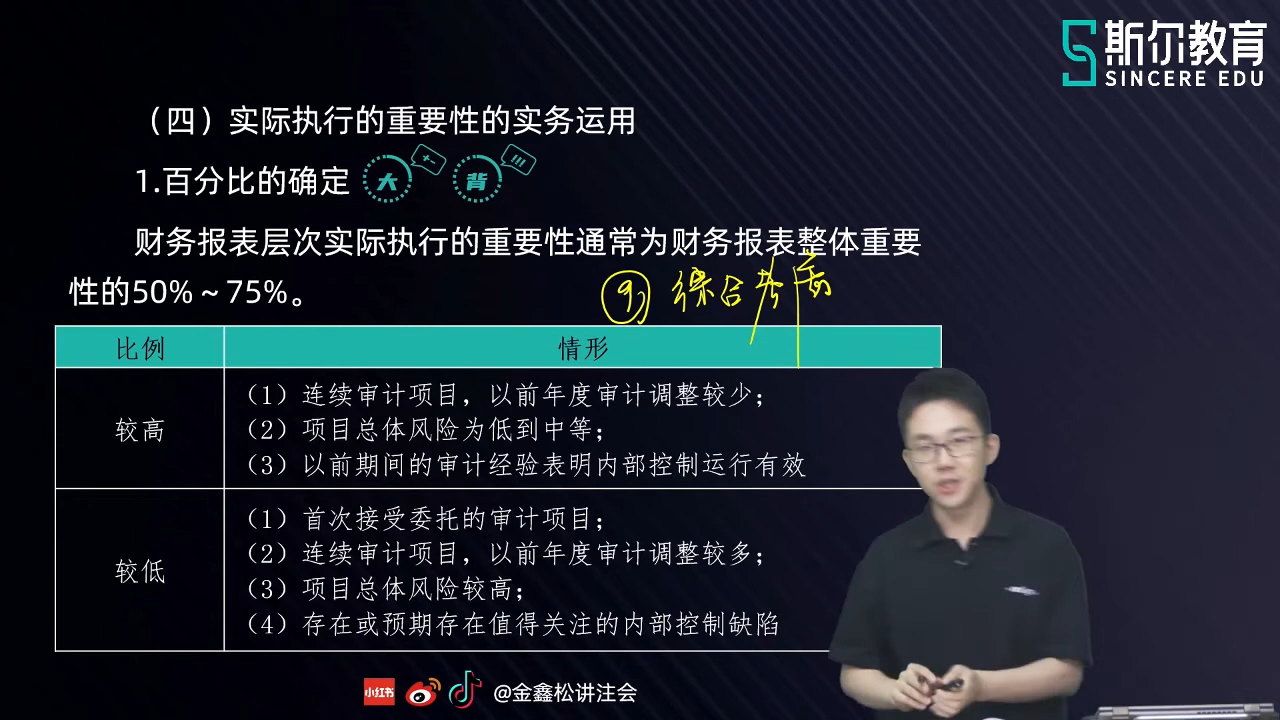 斯尔教育
SINCERE EDU
（四）实际执行的重要性的实务运用
1.百分比的确定 大 背
财务报表层次实际执行的重要性通常为财务报表整体重要
性的50%～75%。
综合考虑
比例 情形
较高
（1）连续审计项目，以前年度审计调整较少；
（2）项目总体风险为低到中等；
（3）以前期间的审计经验表明内部控制运行有效
较低
（1）首次接受委托的审计项目；
（2）连续审计项目，以前年度审计调整较多；
（3）项目总体风险较高；
（4）存在或预期存在值得关注的内部控制缺陷
小红书 @金鑫松讲注会